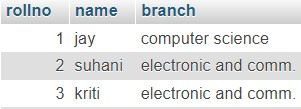 rollno name branch
1 jay computer science
2 suhani electronic and comm.
3 kriti electronic and comm.